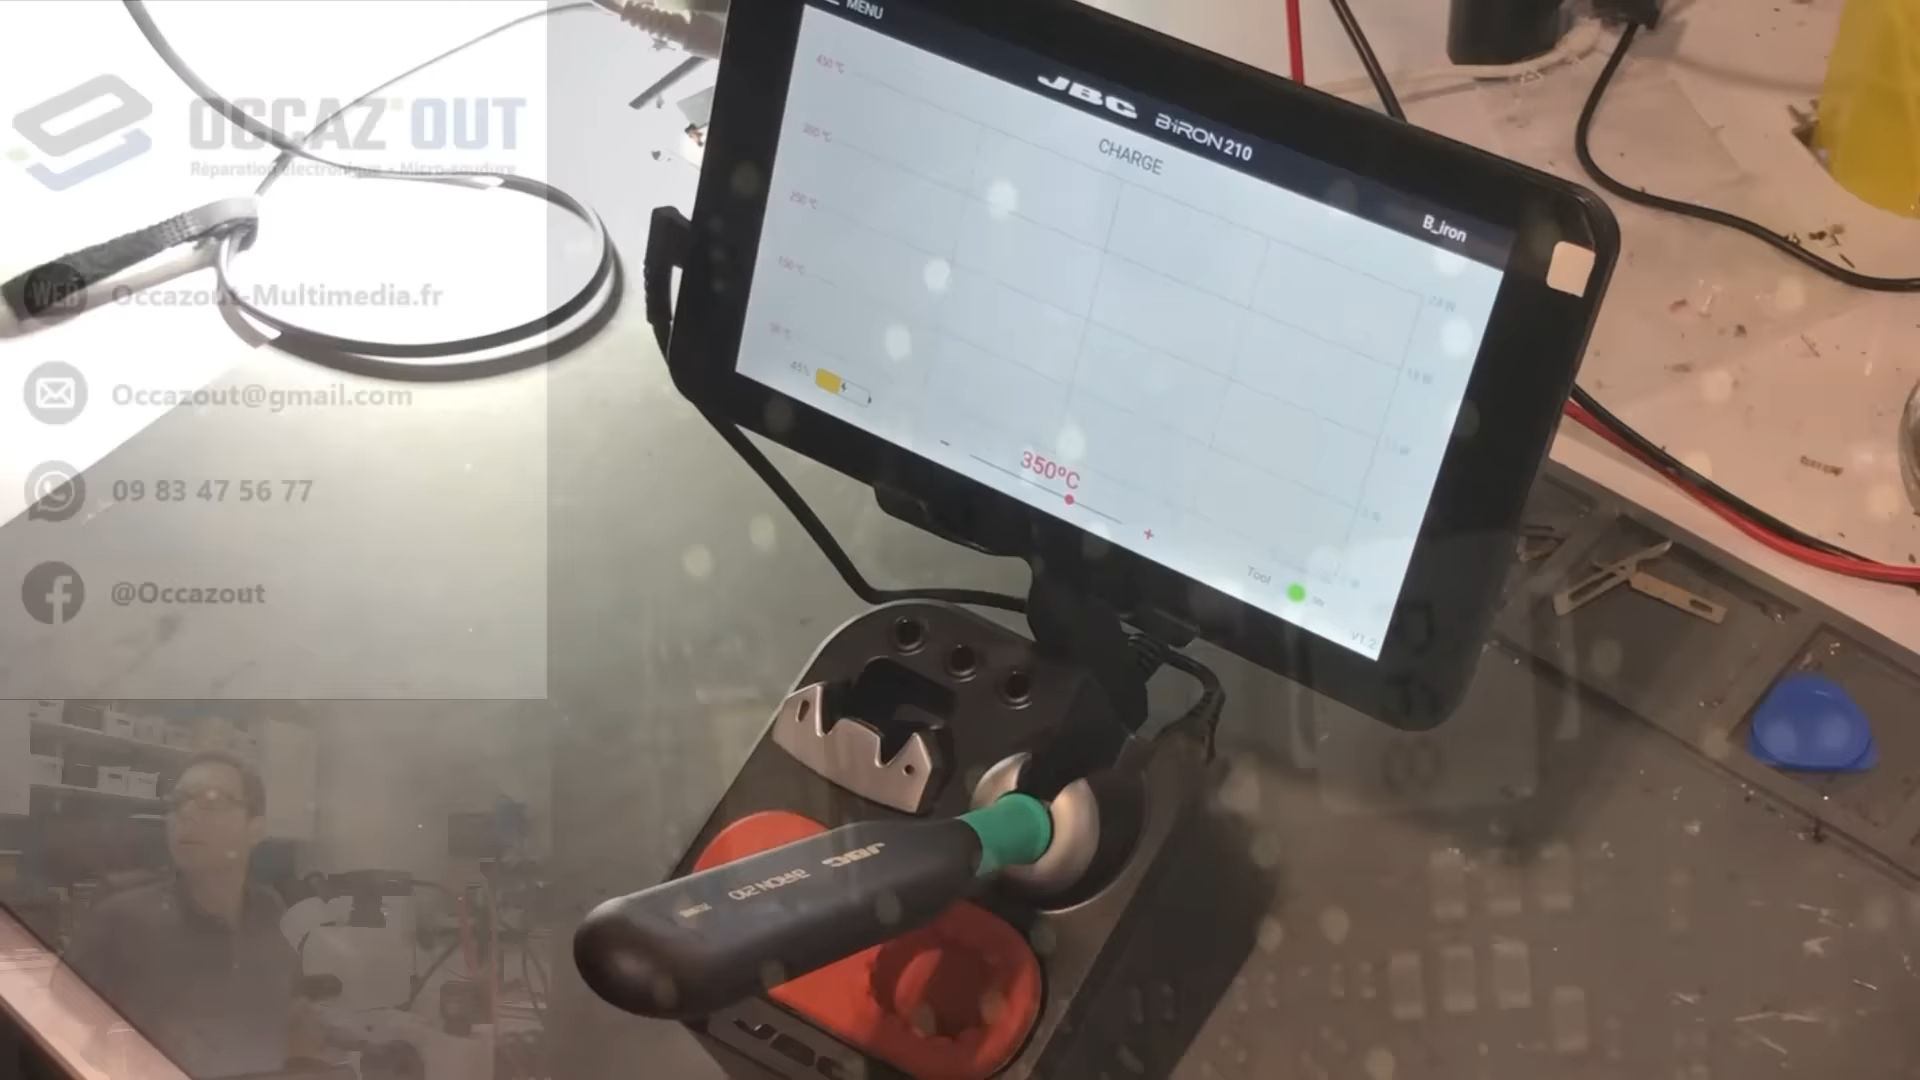 OCCAZ'OUT
Réparation électronique - Micro-soudure
WEB
Occazout-Multimedia.fr
Occazout@gmail.com
09 83 47 56 77
@Occazout
MENU
JBC B·iRON 210
CHARGE
B_iron
450 °C
350 °C
250 °C
150 °C
50 °C
45%
- 350ºC +
Tool
V1.2
JBC
B·IRON 210
JBC